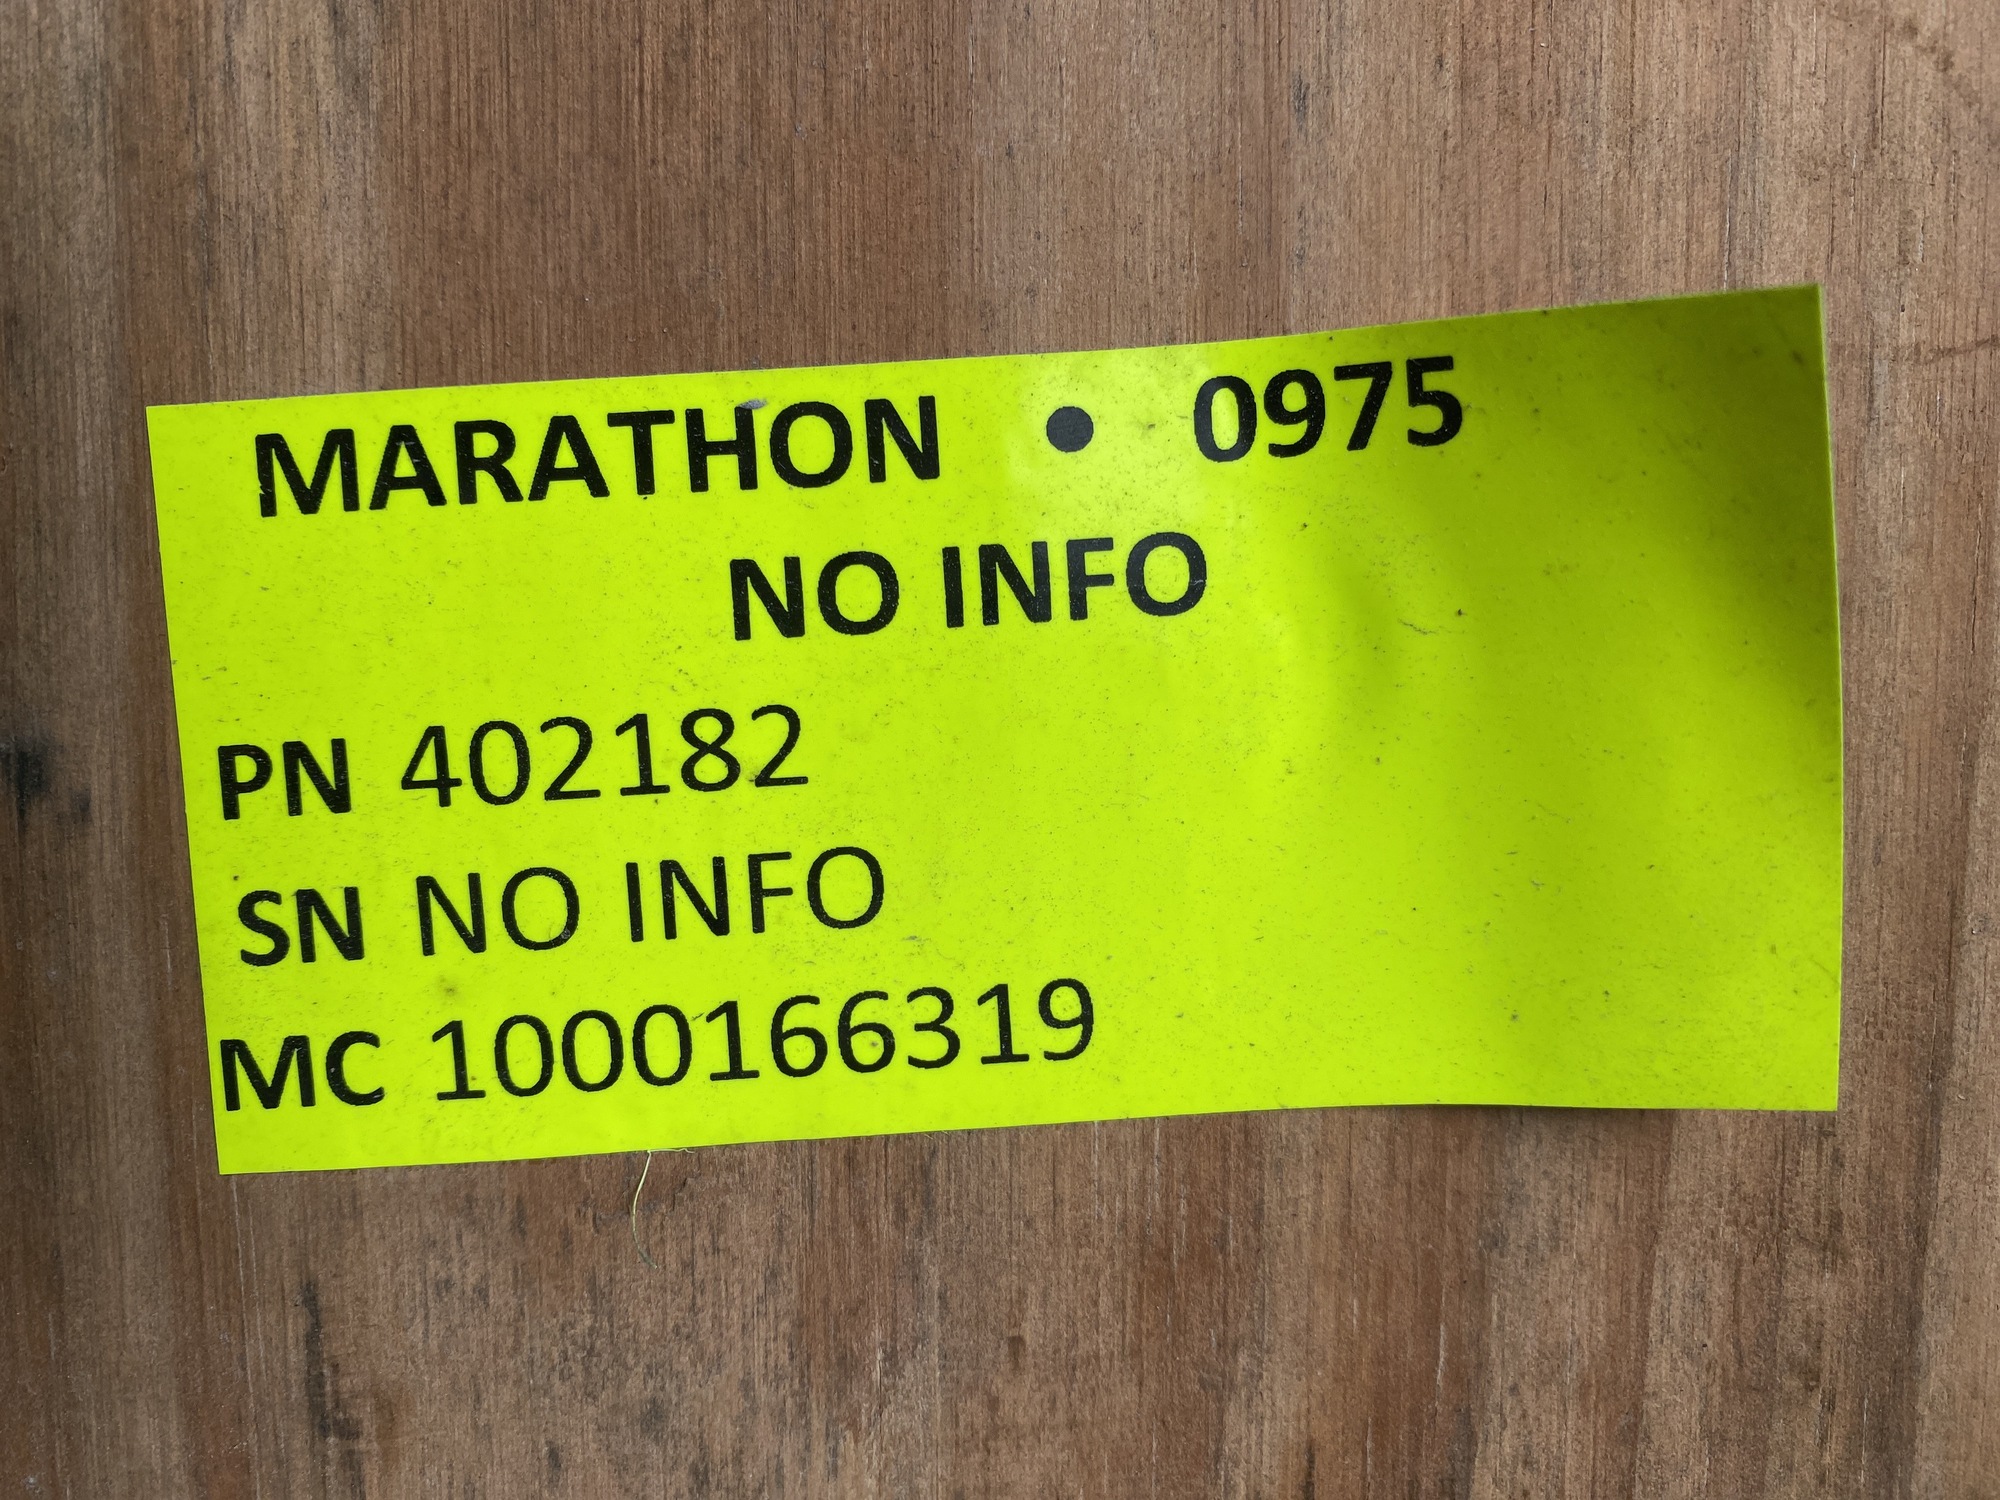 MARATHON • 0975
NO INFO
PN 402182
SN NO INFO
MC 1000166319